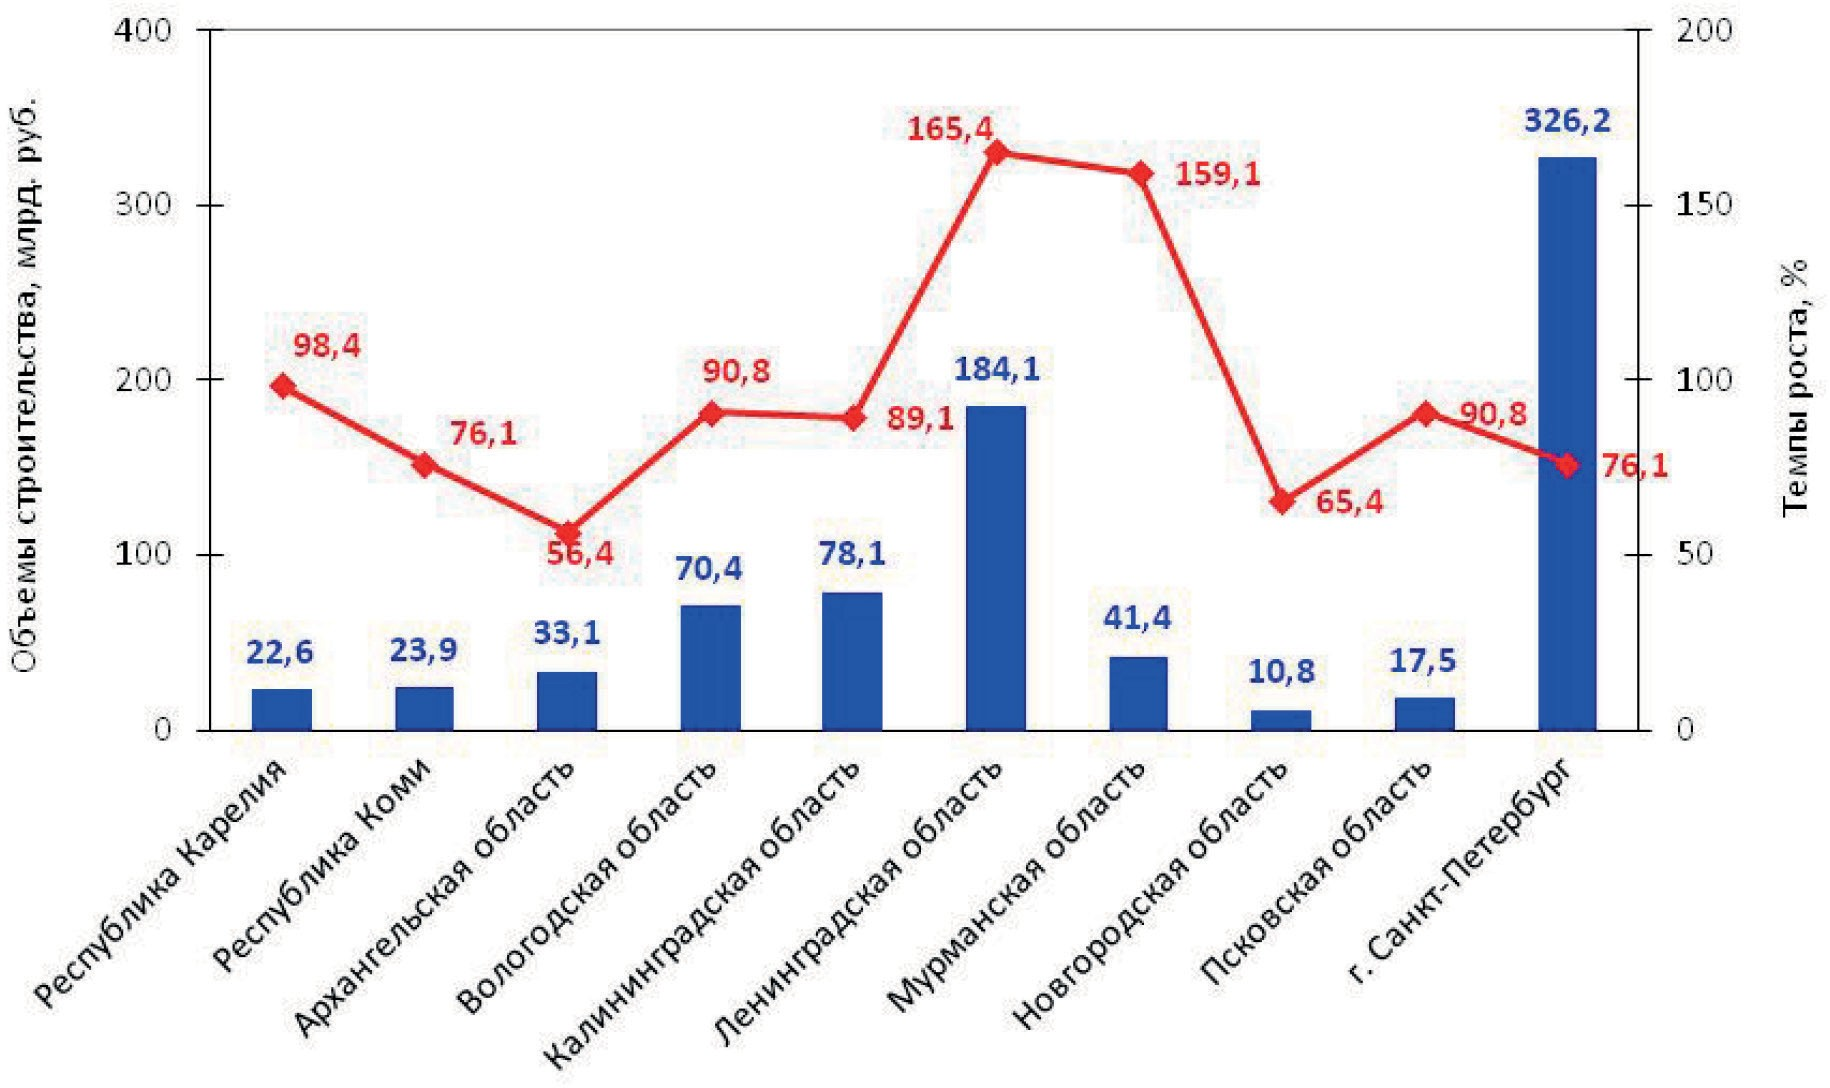 Объемы строительства, млрд. руб.
400
300
200
100
0
200
150
100
50
0
Темпы роста, %
98,4
76,1
56,4
90,8
89,1
165,4
159,1
65,4
90,8
76,1
22,6
23,9
33,1
70,4
78,1
184,1
41,4
10,8
17,5
326,2
Республика Карелия
Республика Коми
Архангельская область
Вологодская область
Калининградская область
Ленинградская область
Мурманская область
Новгородская область
Псковская область
г. Санкт-Петербург